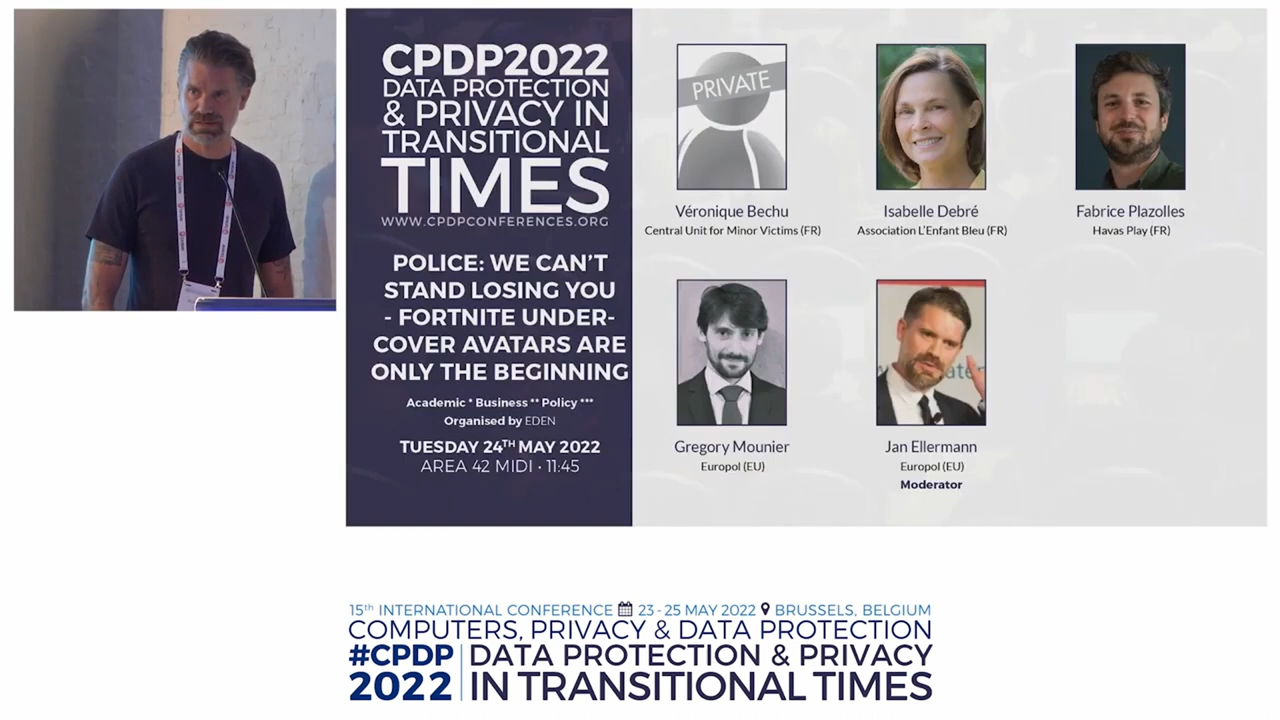 CPDP2022
DATA PROTECTION
& PRIVACY IN
TRANSITIONAL
TIMES
WWW.CPDPCONFERENCES.ORG
POLICE: WE CAN'T
STAND LOSING YOU
- FORTNITE UNDER-
COVER AVATARS ARE
ONLY THE BEGINNING
Academic * Business ** Policy ***
Organised by EDEN
TUESDAY 24TH MAY 2022
AREA 42 MIDI • 11:45
PRIVATE
Véronique Bechu
Central Unit for Minor Victims (FR)
Isabelle Debré
Association L'Enfant Bleu (FR)
Fabrice Plazolles
Havas Play (FR)
Gregory Mounier
Europol (EU)
Jan Ellermann
Europol (EU)
Moderator
15th INTERNATIONAL CONFERENCE 23 - 25 MAY 2022 BRUSSELS, BELGIUM
COMPUTERS, PRIVACY & DATA PROTECTION
#CPDP DATA PROTECTION & PRIVACY
2022 IN TRANSITIONAL TIMES